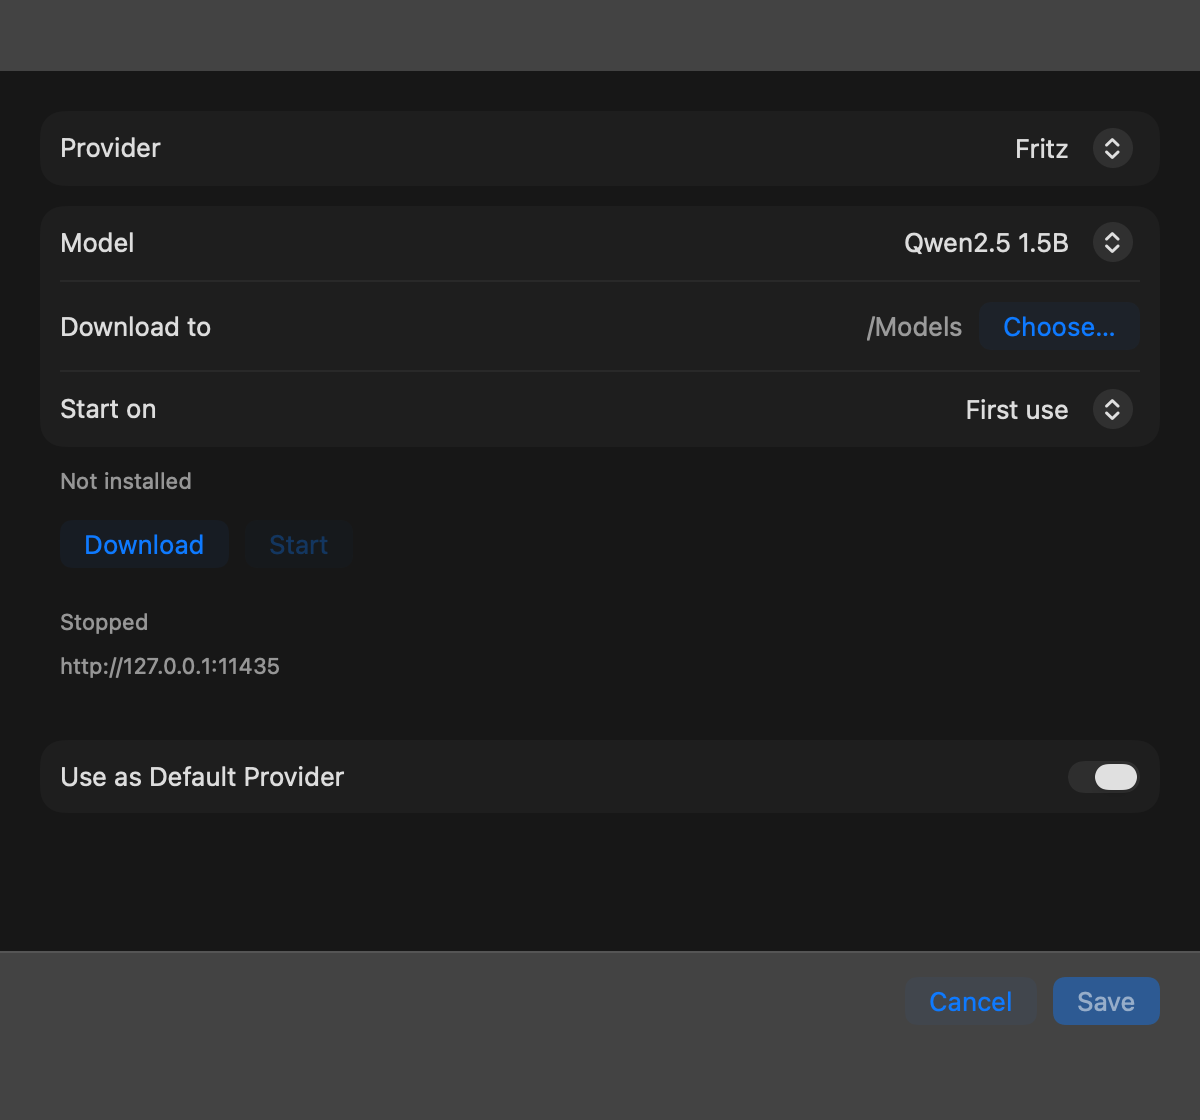 Provider Fritz
Model Qwen2.5 1.5B
Download to /Models Choose...
Start on First use
Not installed
Download Start
Stopped
http://127.0.0.1:11435
Use as Default Provider
Cancel Save